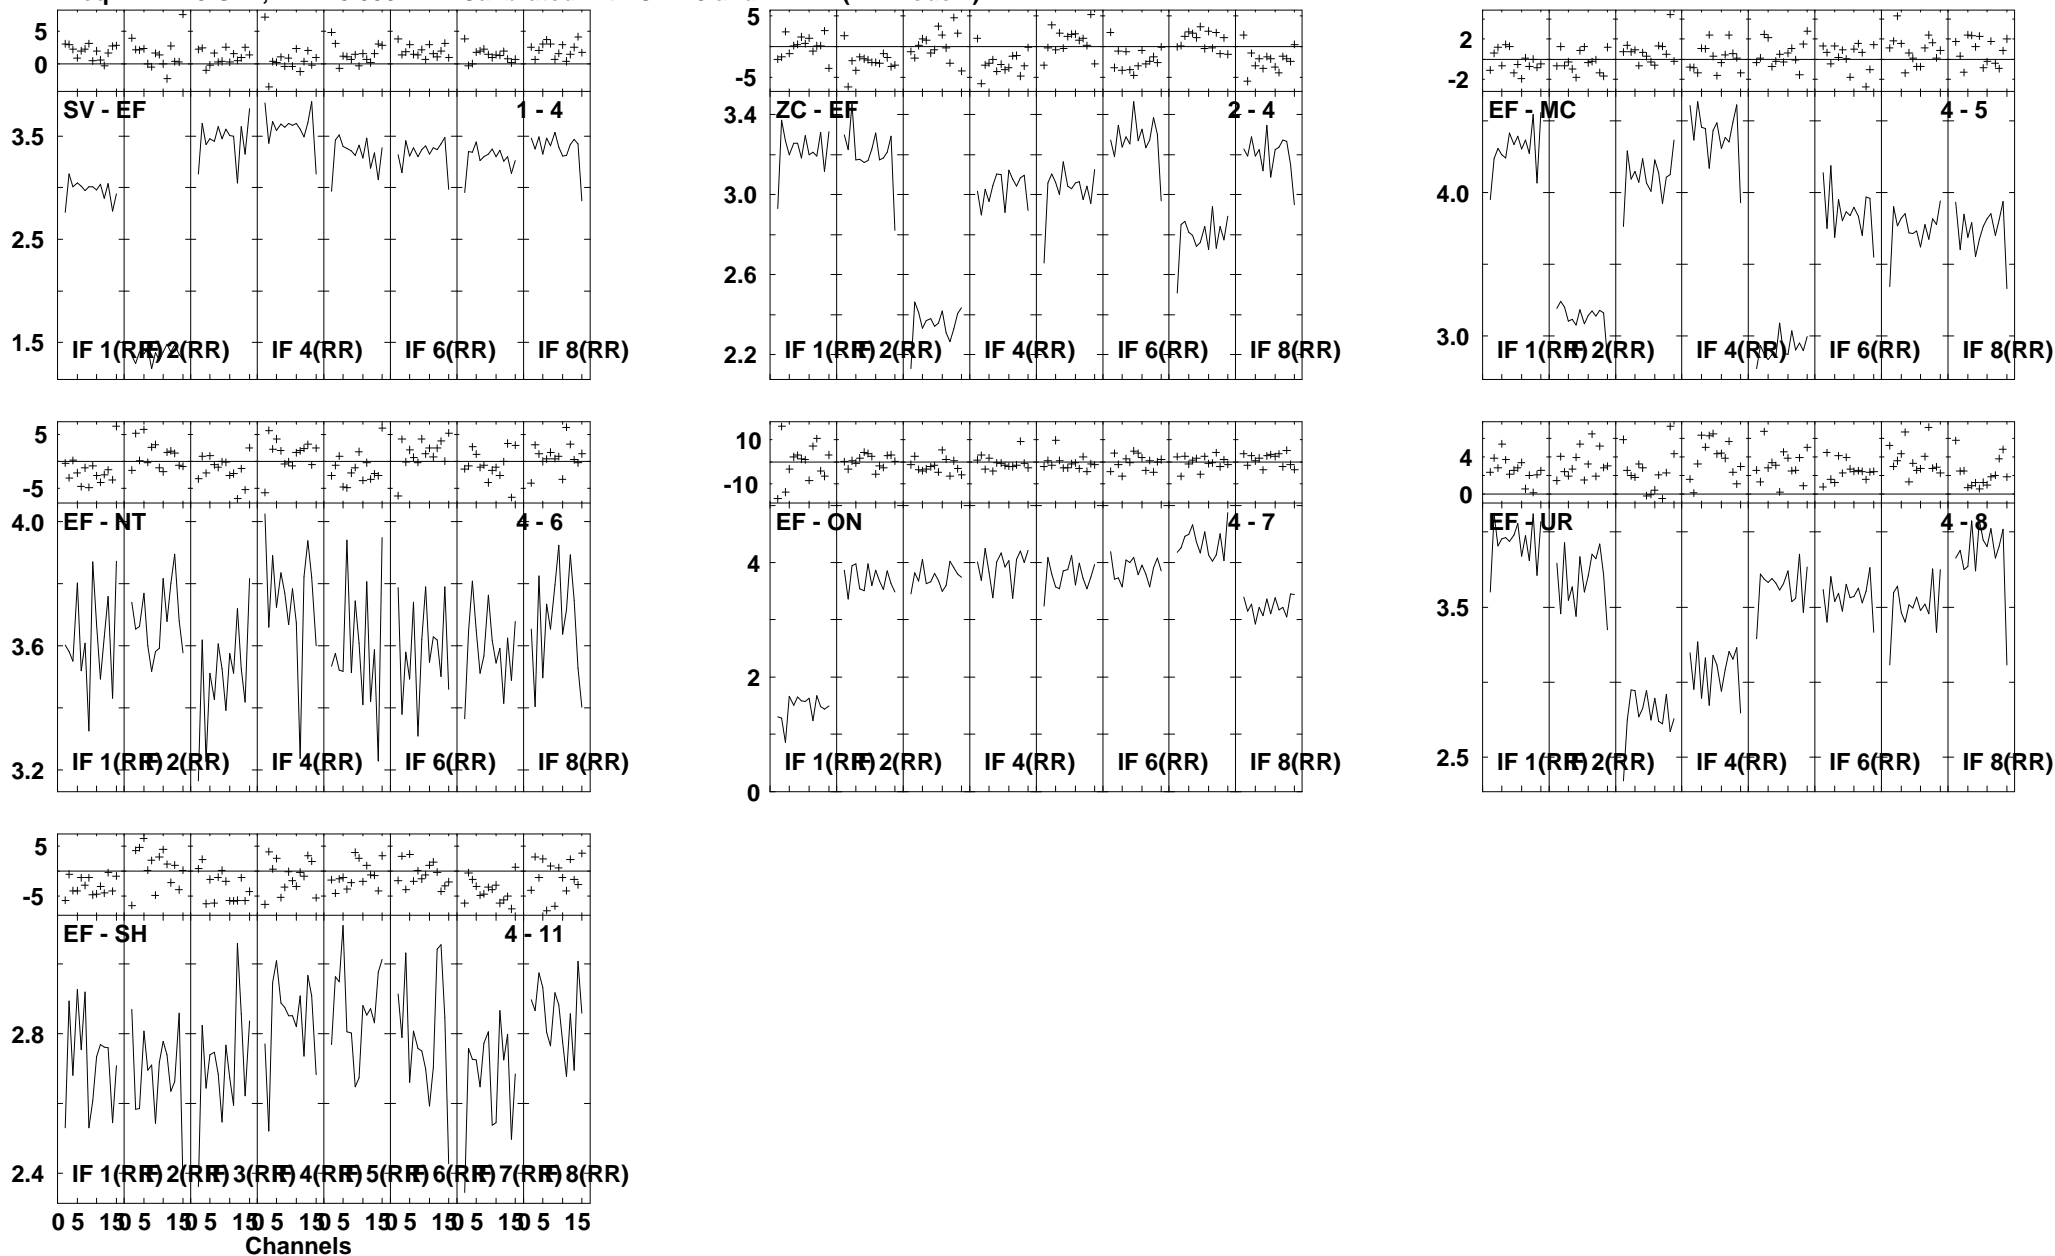 5
0
SV - EF
1 - 4
3.5
2.5
1.5
IF 1(RR)
IF 2(RR)
IF 4(RR)
IF 6(RR)
IF 8(RR)
5
-5
ZC - EF
2 - 4
3.4
3.0
2.6
2.2
IF 1(RR)
IF 2(RR)
IF 4(RR)
IF 6(RR)
IF 8(RR)
2
-2
EF - MC
4 - 5
4.0
3.0
IF 1(RR)
IF 2(RR)
IF 4(RR)
IF 6(RR)
IF 8(RR)
5
-5
EF - NT
4 - 6
4.0
3.6
3.2
IF 1(RR)
IF 2(RR)
IF 4(RR)
IF 6(RR)
IF 8(RR)
10
-10
EF - ON
4 - 7
4
2
0
IF 1(RR)
IF 2(RR)
IF 4(RR)
IF 6(RR)
IF 8(RR)
4
0
EF - UR
4 - 8
3.5
2.5
IF 1(RR)
IF 2(RR)
IF 4(RR)
IF 6(RR)
IF 8(RR)
5
-5
EF - SH
4 - 11
2.8
2.4
IF 1(RR)
IF 2(RR)
IF 3(RR)
IF 4(RR)
IF 5(RR)
IF 6(RR)
IF 7(RR)
IF 8(RR)
0 5 15 0 5 15 0 5 15 0 5 15 0 5 15
Channels